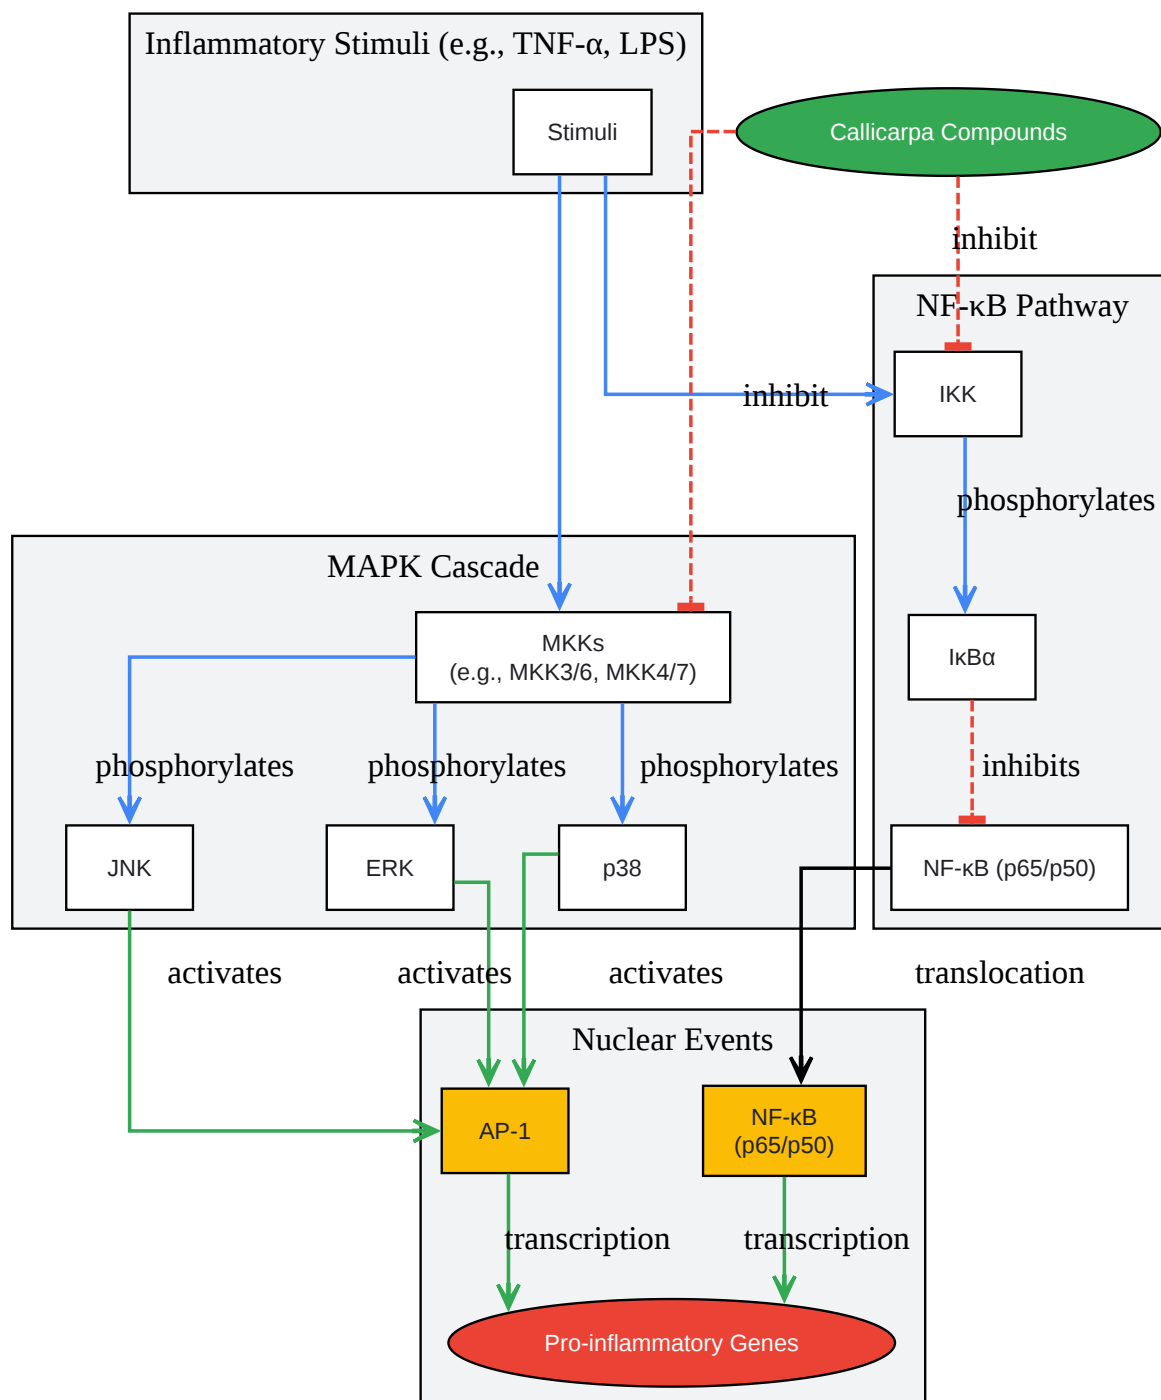 Inflammatory Stimuli (e.g., TNF-α, LPS)
Stimuli
Callicarpa Compounds
inhibit
NF-κB Pathway
inhibit
IKK
phosphorylates
MAPK Cascade
MKKs
(e.g., MKK3/6, MKK4/7)
IκBα
phosphorylates
phosphorylates
phosphorylates
inhibits
JNK
ERK
p38
NF-κB (p65/p50)
activates
activates
activates
translocation
Nuclear Events
AP-1
NF-κB
(p65/p50)
transcription
transcription
Pro-inflammatory Genes